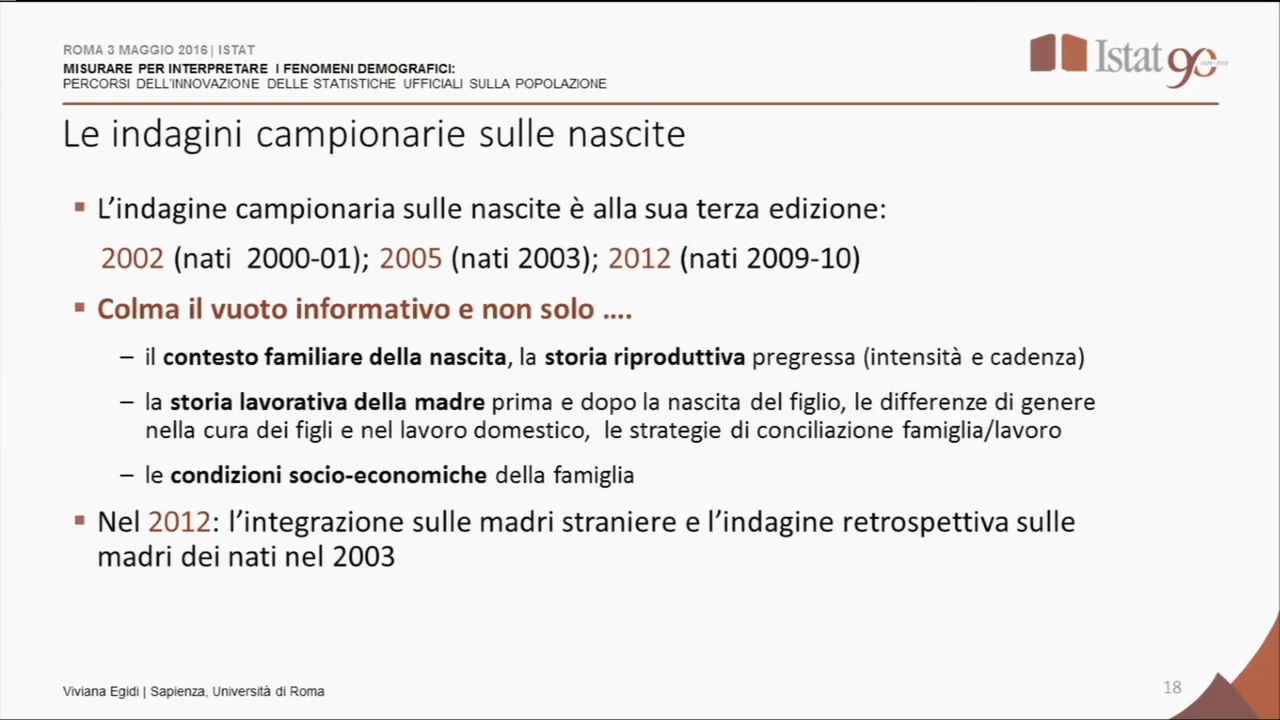 ROMA 3 MAGGIO 2016 | ISTAT
MISURARE PER INTERPRETARE I FENOMENI DEMOGRAFICI:
PERCORSI DELL'INNOVAZIONE DELLE STATISTICHE UFFICIALI SULLA POPOLAZIONE
Istat 90
Le indagini campionarie sulle nascite
▪ L'indagine campionaria sulle nascite è alla sua terza edizione:
2002 (nati 2000-01); 2005 (nati 2003); 2012 (nati 2009-10)
▪ Colma il vuoto informativo e non solo ….
– il contesto familiare della nascita, la storia riproduttiva pregressa (intensità e cadenza)
– la storia lavorativa della madre prima e dopo la nascita del figlio, le differenze di genere
nella cura dei figli e nel lavoro domestico, le strategie di conciliazione famiglia/lavoro
– le condizioni socio-economiche della famiglia
▪ Nel 2012: l'integrazione sulle madri straniere e l'indagine retrospettiva sulle
madri dei nati nel 2003
Viviana Egidi | Sapienza, Università di Roma
18